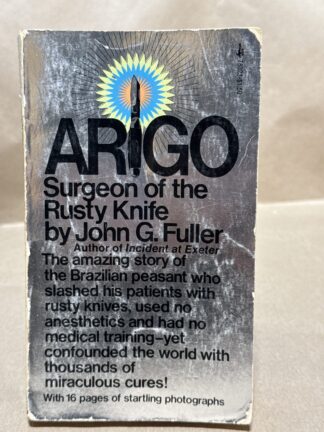 ARIGO
Surgeon of the
Rusty Knife
by John G. Fuller
Author of Incident at Exeter
The amazing story of
the Brazilian peasant who
slashed his patients with
rusty knives, used no
anesthetics and had no
medical training—yet
confounded the world with
thousands of
miraculous cures!
With 16 pages of startling photographs